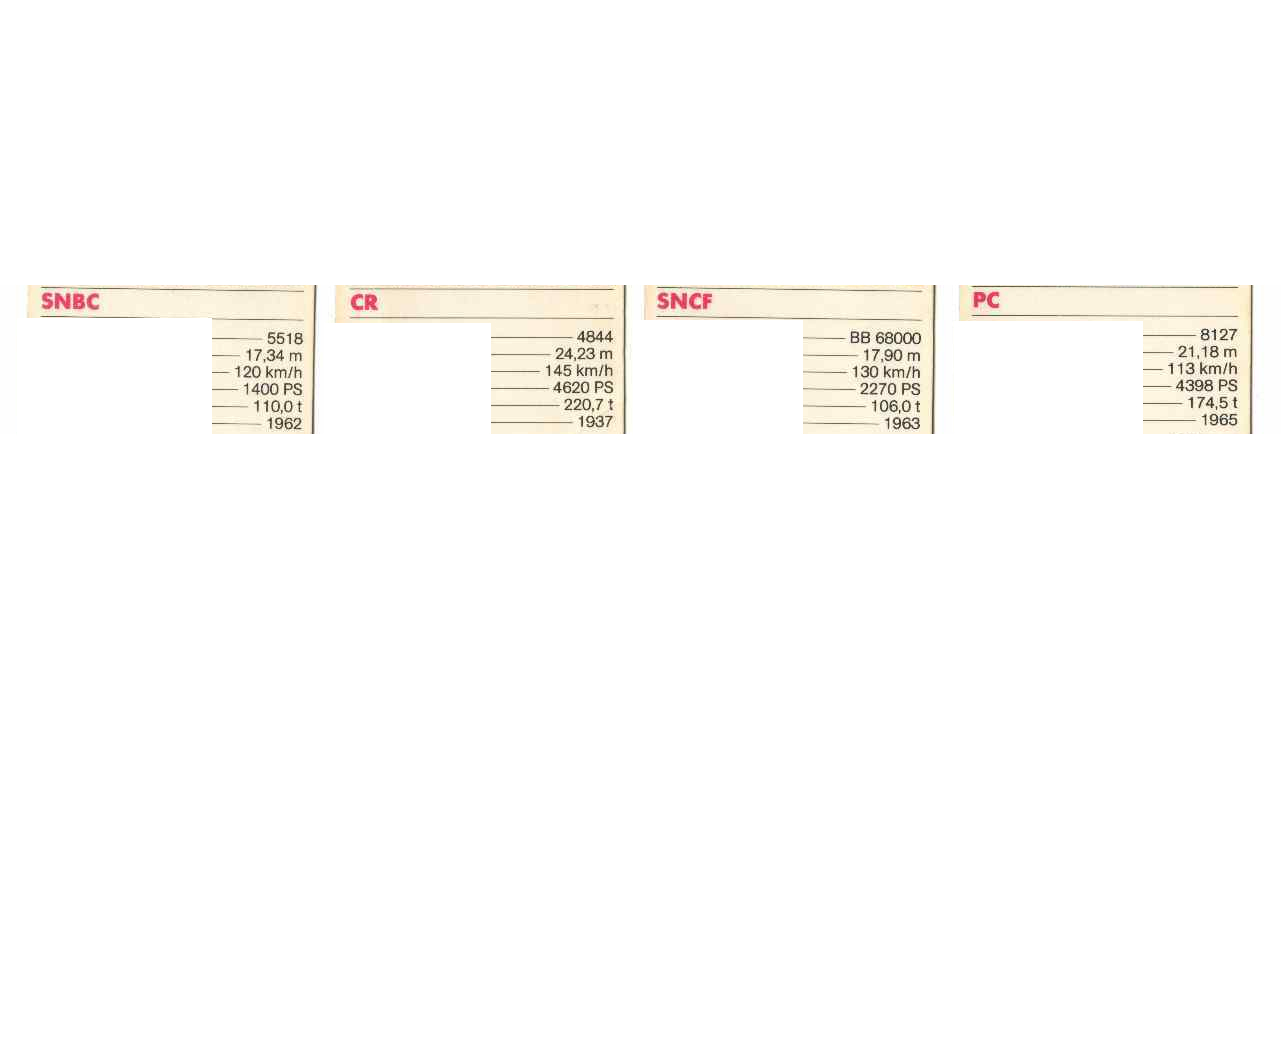 SNBC
5518
17,34 m
120 km/h
1400 PS
110,0 t
1962
CR
4844
24,23 m
145 km/h
4620 PS
220,7 t
1937
SNCF
BB 68000
17,90 m
130 km/h
2270 PS
106,0 t
1963
PC
8127
21,18 m
113 km/h
4398 PS
174,5 t
1965